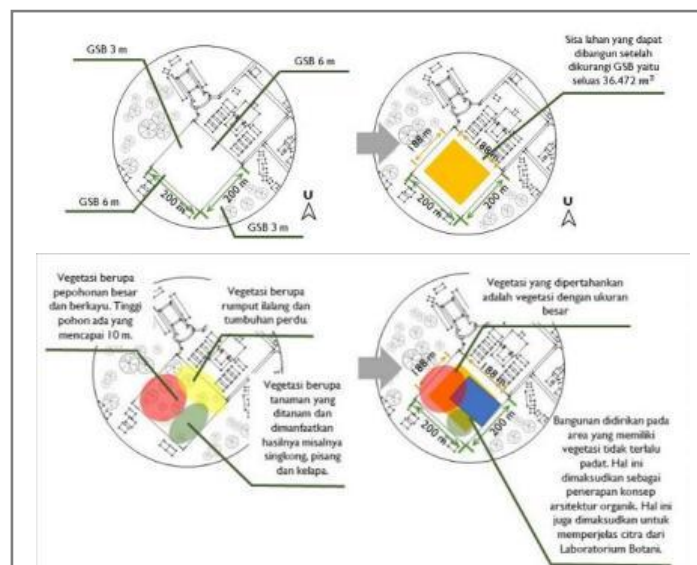 GSB 3 m
GSB 6 m
GSB 6 m
GSB 3 m
200 m
200 m
U
Sisa lahan yang dapat
dibangun setelah
dikurangi GSB yaitu
seluas 36.472 m²
188 m
188 m
200 m
200 m
U
Vegetasi berupa
pepohonan besar
dan berkayu. Tinggi
pohon ada yang
mencapai 10 m.
Vegetasi berupa
rumput ilalang dan
tumbuhan perdu.
Vegetasi berupa
tanaman yang
ditanam dan
dimanfaatkan
hasilnya misalnya
singkong, pisang
dan kelapa.
Vegetasi yang dipertahankan
adalah vegetasi dengan ukuran
besar
188 m
188 m
200 m
200 m
Bangunan didirikan pada
area yang memiliki
vegetasi tidak terlalu
padat. Hal ini
dimaksudkan sebagai
penerapan konsep
arsitektur organik. Hal ini
juga dimaksudkan untuk
memperjelas citra dari
Laboratorium Botani.